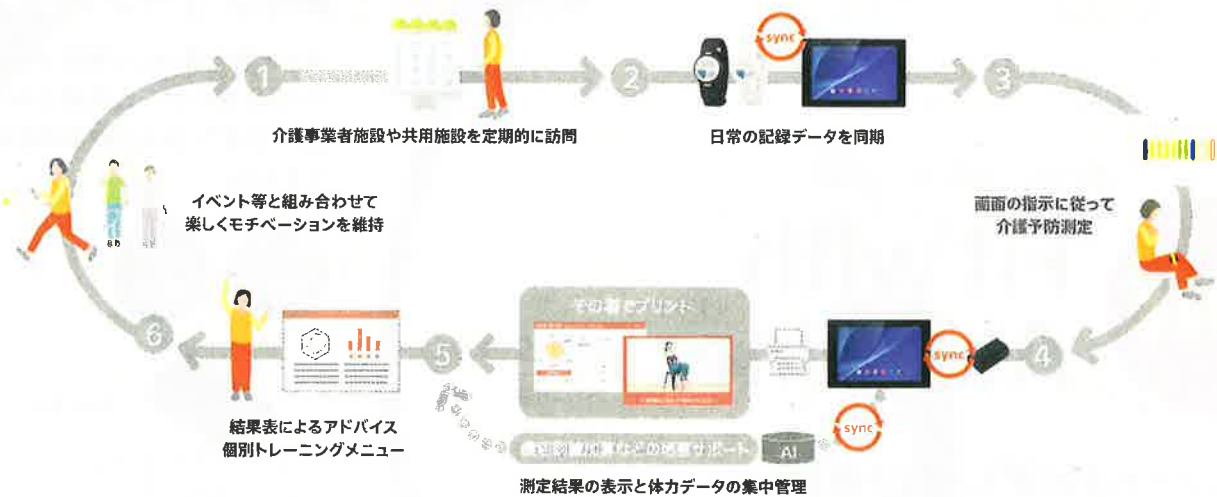 1
介護事業者施設や共用施設を定期的に訪問
2
sync
日常の記録データを同期
3
画面の指示に従って
介護予防測定
4
sync
sync
その場でプリント
AI
測定結果の表示と体力データの集中管理
5
結果表によるアドバイス
個別トレーニングメニュー
6
イベント等と組み合わせて
楽しくモチベーションを維持